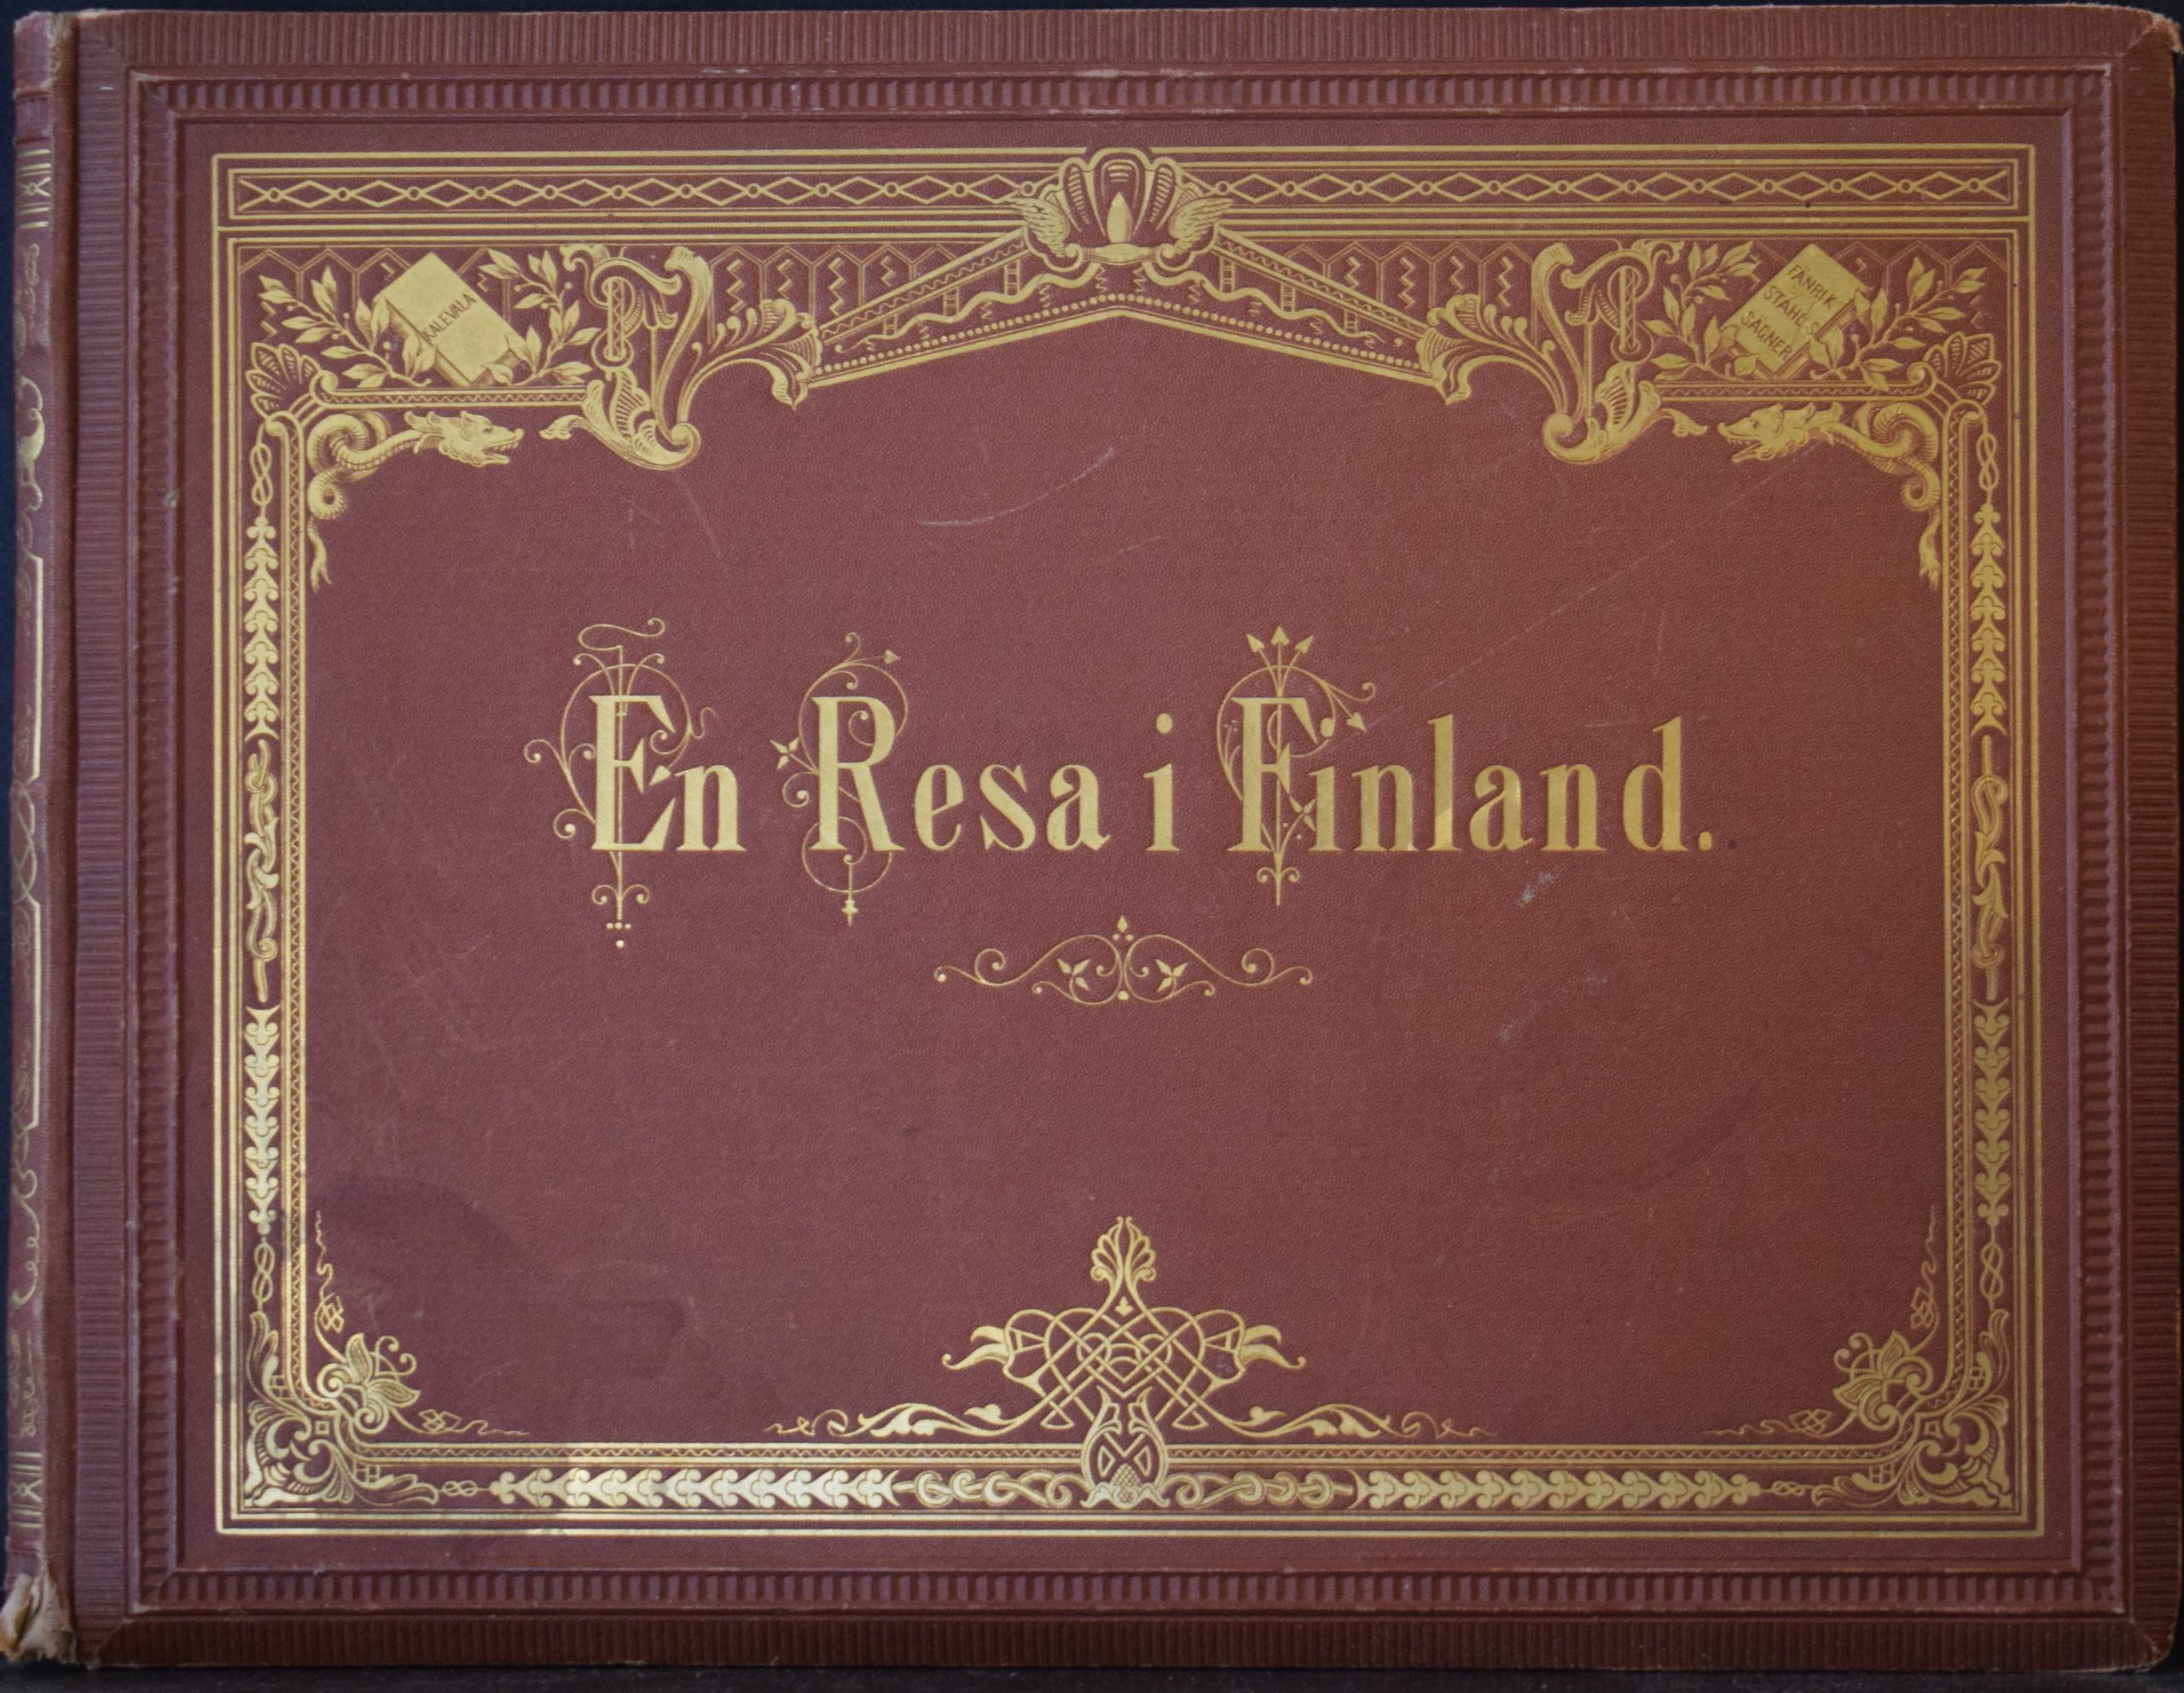 KALEVALA
FÄNRIK
STÅHLS
SÄGNER
En Resa i Finland.